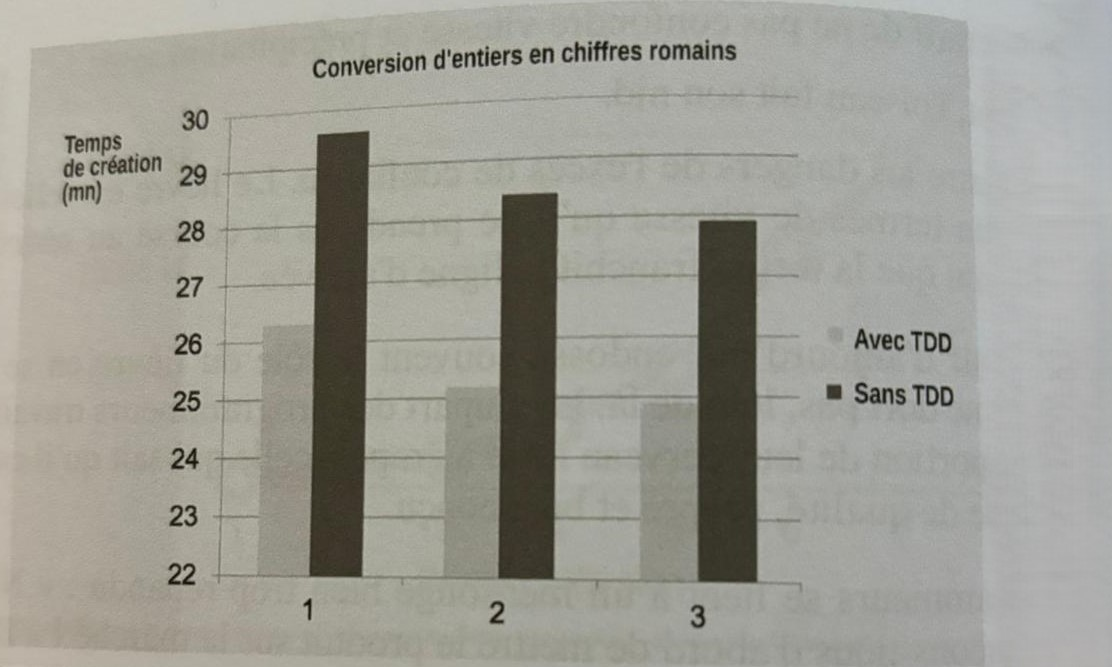 Conversion d'entiers en chiffres romains
Temps
de création
(mn)
30
29
28
27
26
25
24
23
22
1
2
3
Avec TDD
Sans TDD